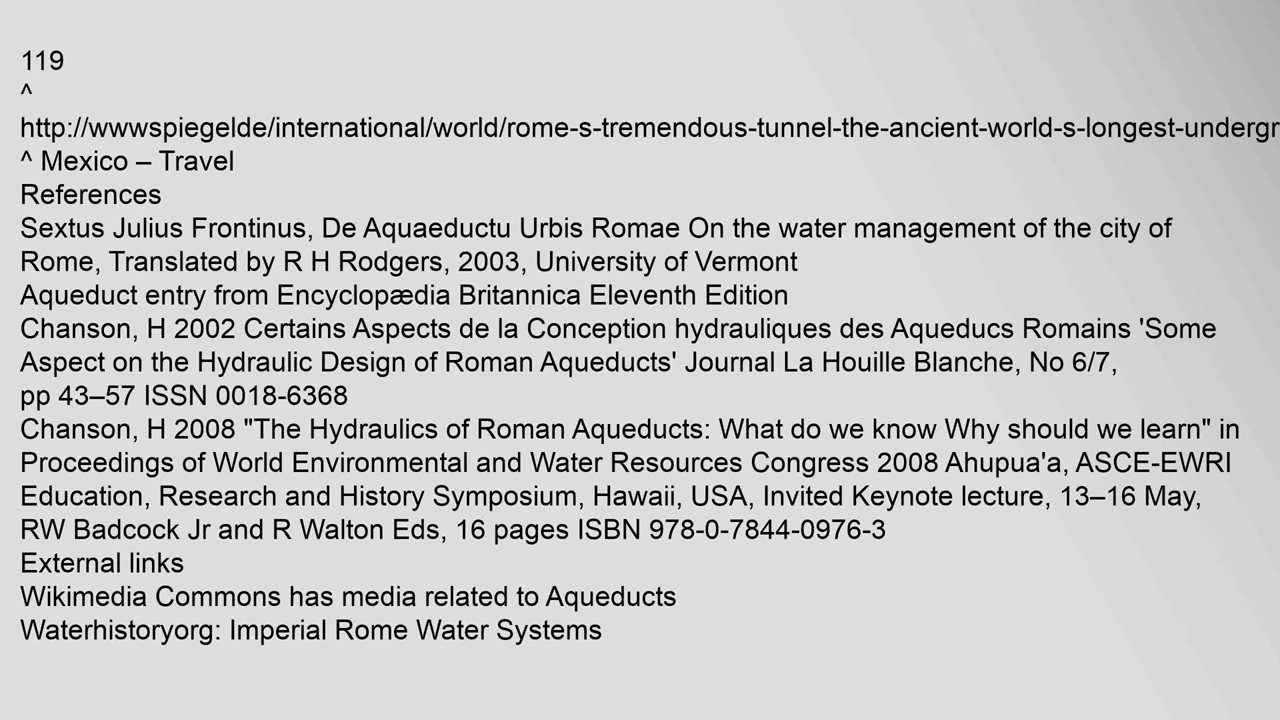 119
^
http://wwwspiegelde/international/world/rome-s-tremendous-tunnel-the-ancient-world-s-longest-undergr
^ Mexico – Travel
References
Sextus Julius Frontinus, De Aquaeductu Urbis Romae On the water management of the city of
Rome, Translated by R H Rodgers, 2003, University of Vermont
Aqueduct entry from Encyclopædia Britannica Eleventh Edition
Chanson, H 2002 Certains Aspects de la Conception hydrauliques des Aqueducs Romains 'Some
Aspect on the Hydraulic Design of Roman Aqueducts' Journal La Houille Blanche, No 6/7,
pp 43–57 ISSN 0018-6368
Chanson, H 2008 "The Hydraulics of Roman Aqueducts: What do we know Why should we learn" in
Proceedings of World Environmental and Water Resources Congress 2008 Ahupua'a, ASCE-EWRI
Education, Research and History Symposium, Hawaii, USA, Invited Keynote lecture, 13–16 May,
RW Badcock Jr and R Walton Eds, 16 pages ISBN 978-0-7844-0976-3
External links
Wikimedia Commons has media related to Aqueducts
Waterhistoryorg: Imperial Rome Water Systems